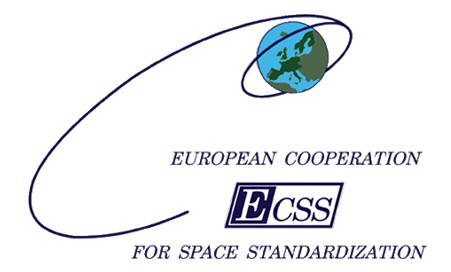 EUROPEAN COOPERATION
ECSS
FOR SPACE STANDARDIZATION